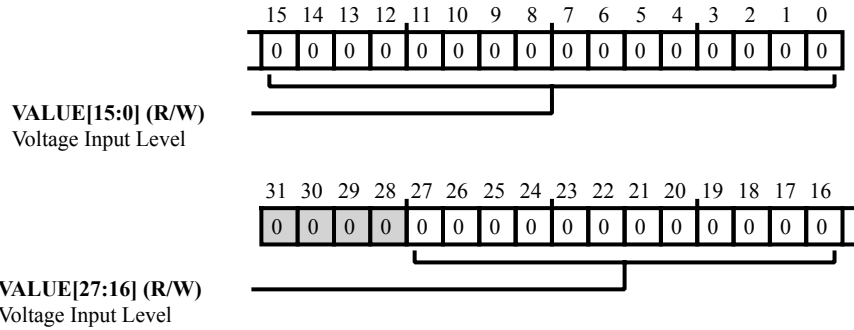 15 14 13 12 11 10 9 8 7 6 5 4 3 2 1 0
0 0 0 0 0 0 0 0 0 0 0 0 0 0 0 0
VALUE[15:0] (R/W)
Voltage Input Level
31 30 29 28 27 26 25 24 23 22 21 20 19 18 17 16
0 0 0 0 0 0 0 0 0 0 0 0 0 0 0 0
VALUE[27:16] (R/W)
Voltage Input Level